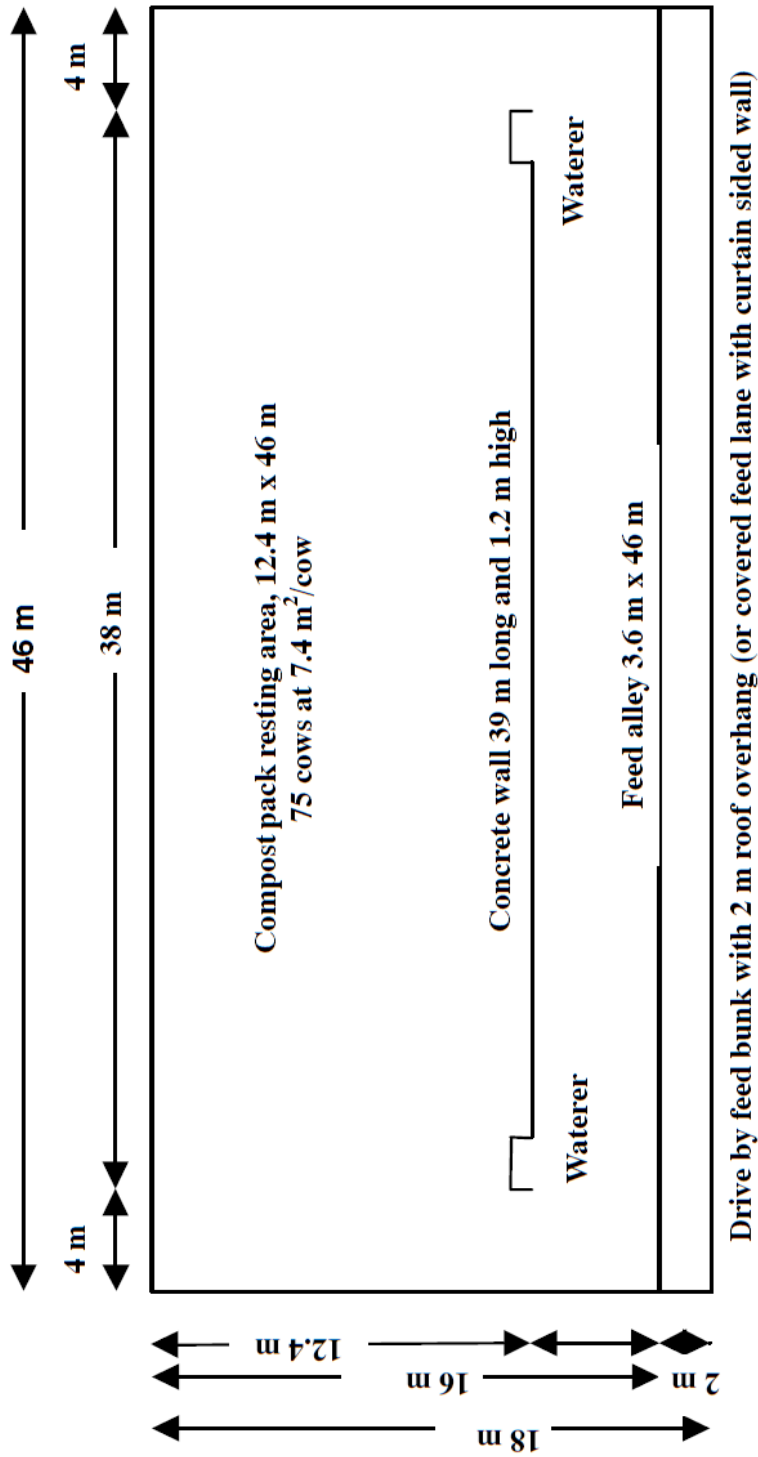 46 m
4 m
38 m
4 m
Compost pack resting area, 12.4 m x 46 m
75 cows at 7.4 m²/cow
Concrete wall 39 m long and 1.2 m high
Waterer
Waterer
Feed alley 3.6 m x 46 m
Drive by feed bunk with 2 m roof overhang (or covered feed lane with curtain sided wall)
12.4 m
16 m
2 m
18 m